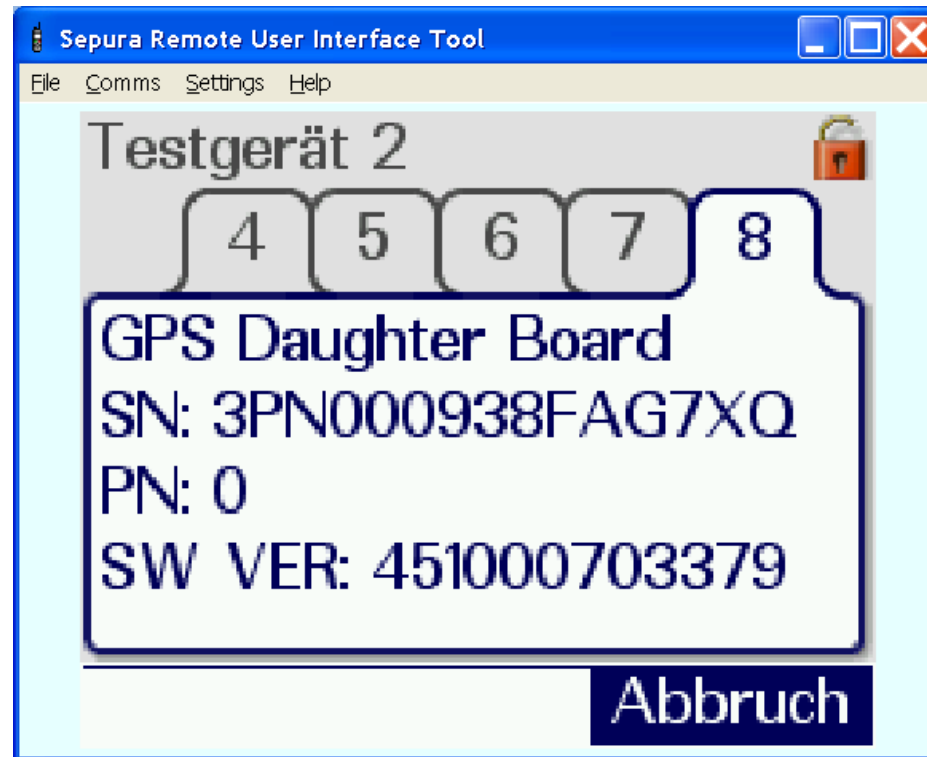 Sepura Remote User Interface Tool
File Comms Settings Help
Testgerät 2
4 5 6 7 8
GPS Daughter Board
SN: 3PN000938FAG7XQ
PN: 0
SW VER: 451000703379
Abbruch